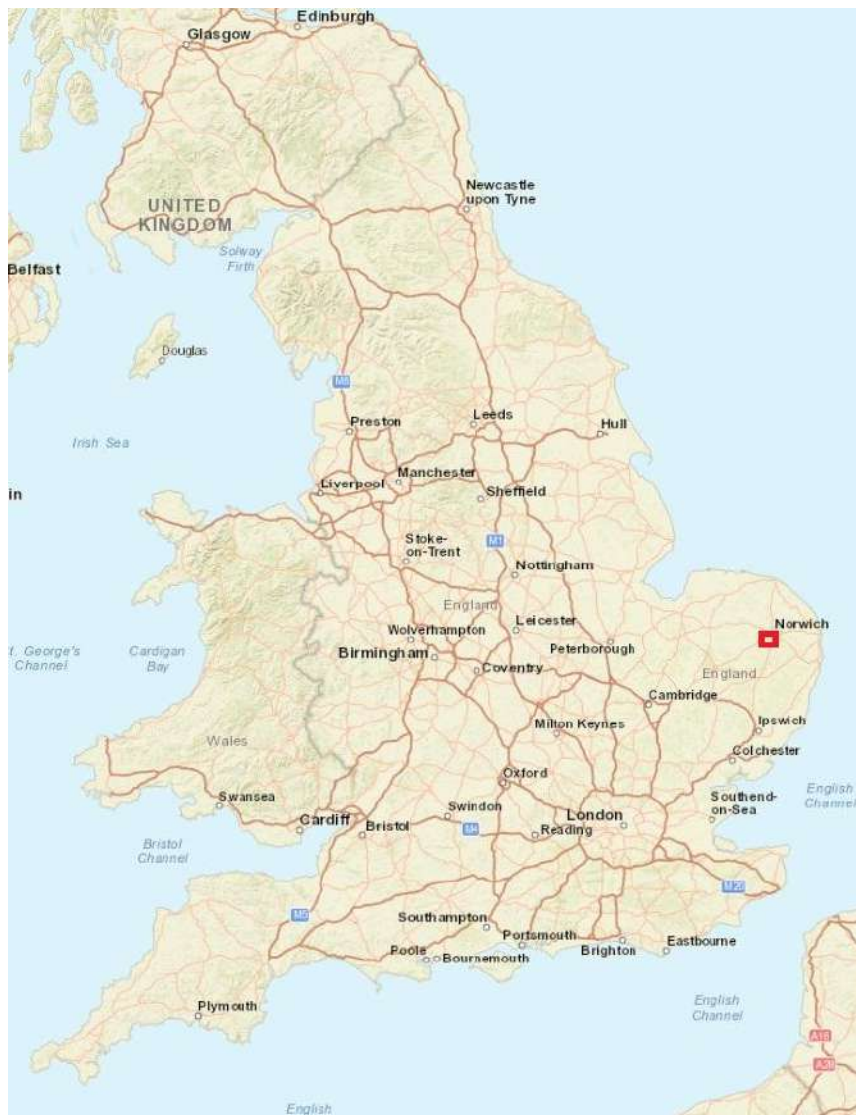 Edinburgh
Glasgow
Newcastle
upon Tyne
UNITED
KINGDOM
Solway
Firth
Belfast
Douglas
M6
Preston
Leeds
Hull
Irish Sea
Manchester
Liverpool
Sheffield
in
Stoke-
on-Trent
M1
Nottingham
England
Leicester
Norwich
Wolverhampton
Peterborough
t. George's
Channel
Cardigan
Bay
Birmingham
Coventry
England
Cambridge
Milton Keynes
Ipswich
Wales
Colchester
Oxford
Swansea
Swindon
London
Southend-
on-Sea
English
Channel
Cardiff
Bristol
M4
Reading
Bristol
Channel
M20
M5
Southampton
Portsmouth
Poole
Bournemouth
Brighton
Eastbourne
Plymouth
English
Channel
A16
English